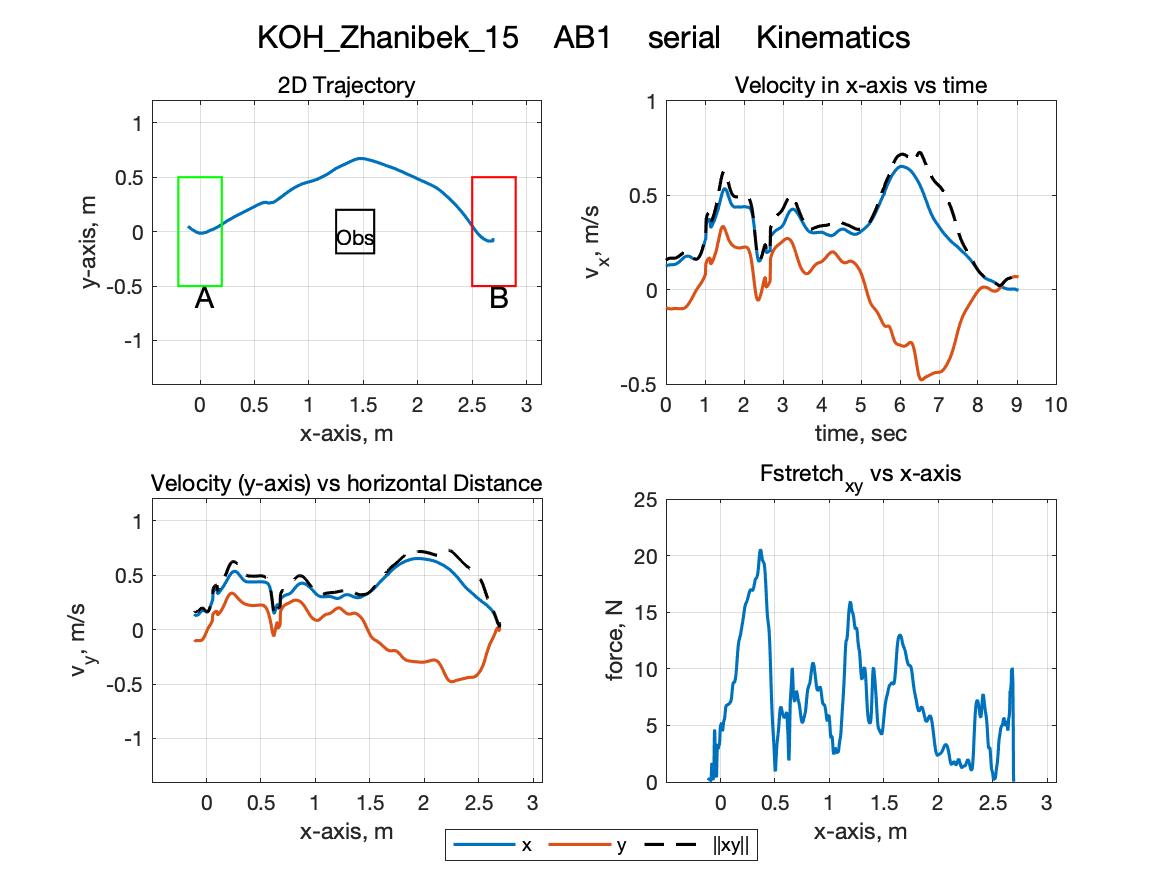 KOH_Zhanibek_15 AB1 serial Kinematics
2D Trajectory
1
0.5
0
-0.5
-1
y-axis, m
Obs
A
B
0 0.5 1 1.5 2 2.5 3
x-axis, m
Velocity in x-axis vs time
1
0.5
0
-0.5
v_x, m/s
0 1 2 3 4 5 6 7 8 9 10
time, sec
Velocity (y-axis) vs horizontal Distance
1
0.5
0
-0.5
-1
v_y, m/s
0 0.5 1 1.5 2 2.5 3
x-axis, m
Fstretch_xy vs x-axis
25
20
15
10
5
0
force, N
0 0.5 1 1.5 2 2.5 3
x-axis, m
x y ||xy||